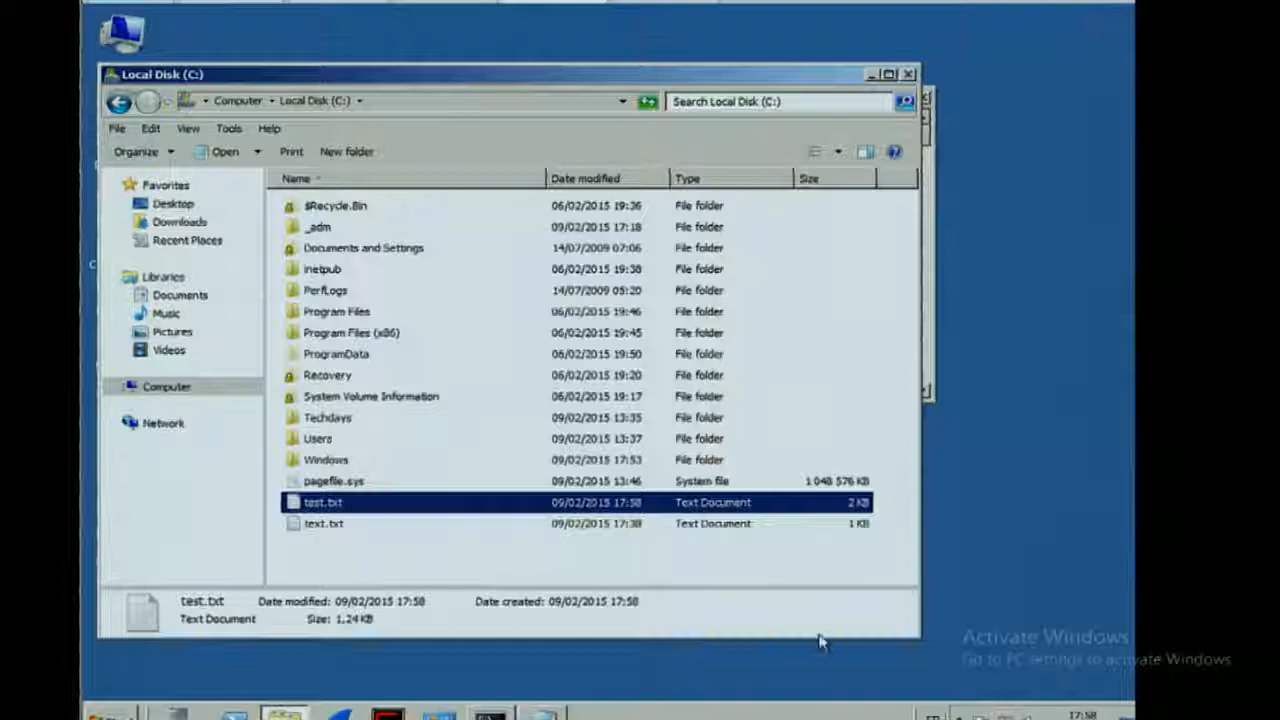 Local Disk (C:)
Computer Local Disk (C:)
Search Local Disk (C:)
File Edit View Tools Help
Organize Open Print New folder
Name Date modified Type Size
Favorites
Desktop
Downloads
Recent Places
Libraries
Documents
Music
Pictures
Videos
Computer
Network
$Recycle.Bin 06/02/2015 19:36 File folder
_adm 09/02/2015 17:18 File folder
Documents and Settings 14/07/2009 07:06 File folder
inetpub 06/02/2015 19:38 File folder
PerfLogs 14/07/2009 05:20 File folder
Program Files 06/02/2015 19:46 File folder
Program Files (x86) 06/02/2015 19:45 File folder
ProgramData 06/02/2015 19:50 File folder
Recovery 06/02/2015 19:20 File folder
System Volume Information 06/02/2015 19:17 File folder
Techdays 09/02/2015 13:35 File folder
Users 09/02/2015 13:37 File folder
Windows 09/02/2015 17:53 File folder
pagefile.sys 09/02/2015 13:46 System file 1 048 576 KB
test.txt 09/02/2015 17:58 Text Document 2 KB
text.txt 09/02/2015 17:38 Text Document 1 KB
test.txt Date modified: 09/02/2015 17:58 Date created: 09/02/2015 17:58
Text Document Size: 1,24 KB
Activate Windows
Go to PC settings to activate Windows
17:58